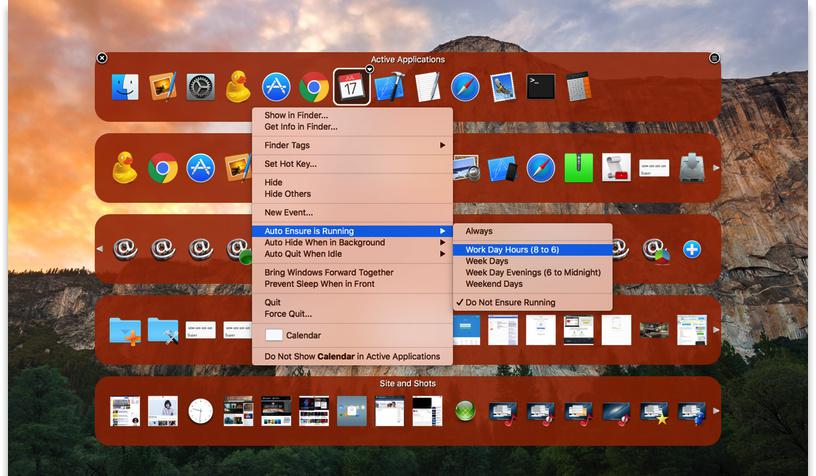 Active Applications
JUL
17
Show in Finder...
Get Info in Finder...
Finder Tags
Set Hot Key...
Hide
Hide Others
New Event...
Auto Ensure is Running
Auto Hide When in Background
Auto Quit When Idle
Bring Windows Forward Together
Prevent Sleep When in Front
Quit
Force Quit...
Calendar
Do Not Show Calendar in Active Applications
Always
Work Day Hours (8 to 6)
Week Days
Week Day Evenings (6 to Midnight)
Weekend Days
✓ Do Not Ensure Running
Super
Site and Shots